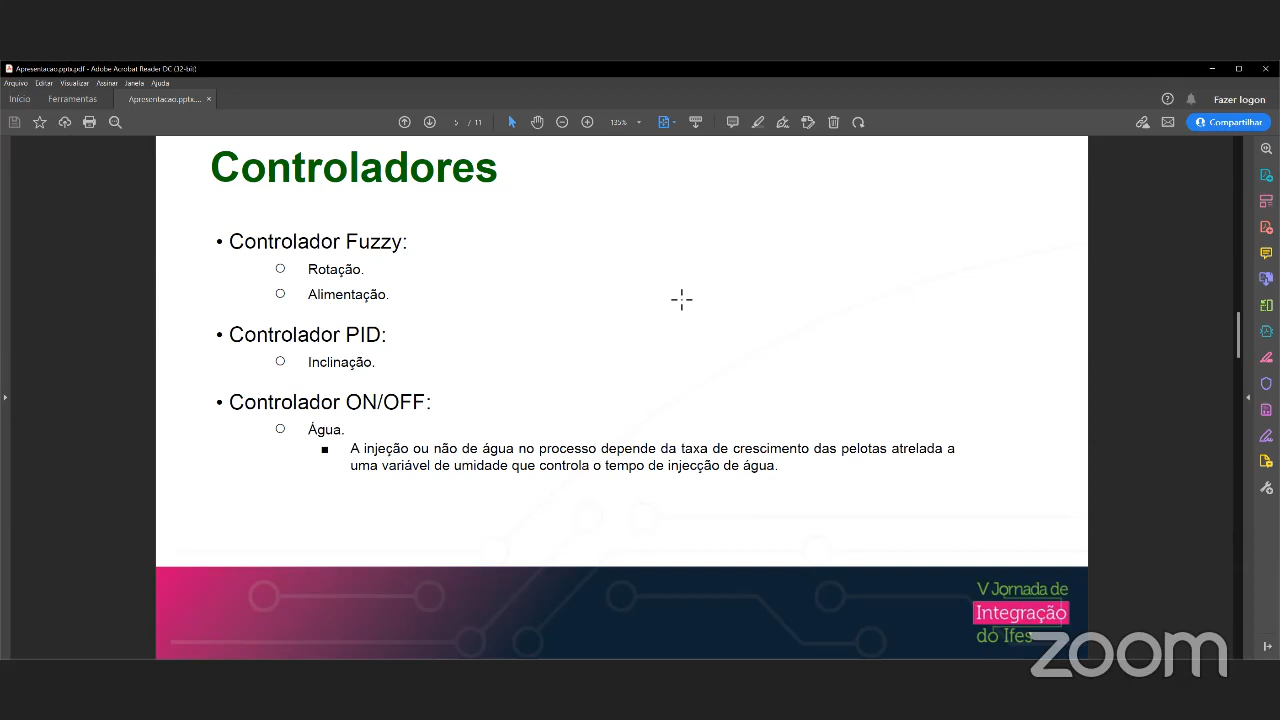 Apresentacao.pptx.pdf - Adobe Acrobat Reader DC (32-bit)
Arquivo Editar Visualizar Assinar Janela Ajuda
Início Ferramentas Apresentacao.pptx.... × Fazer logon
5 / 11 135% Compartilhar
Controladores
• Controlador Fuzzy:
○ Rotação.
○ Alimentação.
• Controlador PID:
○ Inclinação.
• Controlador ON/OFF:
○ Água.
■ A injeção ou não de água no processo depende da taxa de crescimento das pelotas atrelada a
uma variável de umidade que controla o tempo de injecção de água.
V Jornada de
Integração
do Ifes
zoom